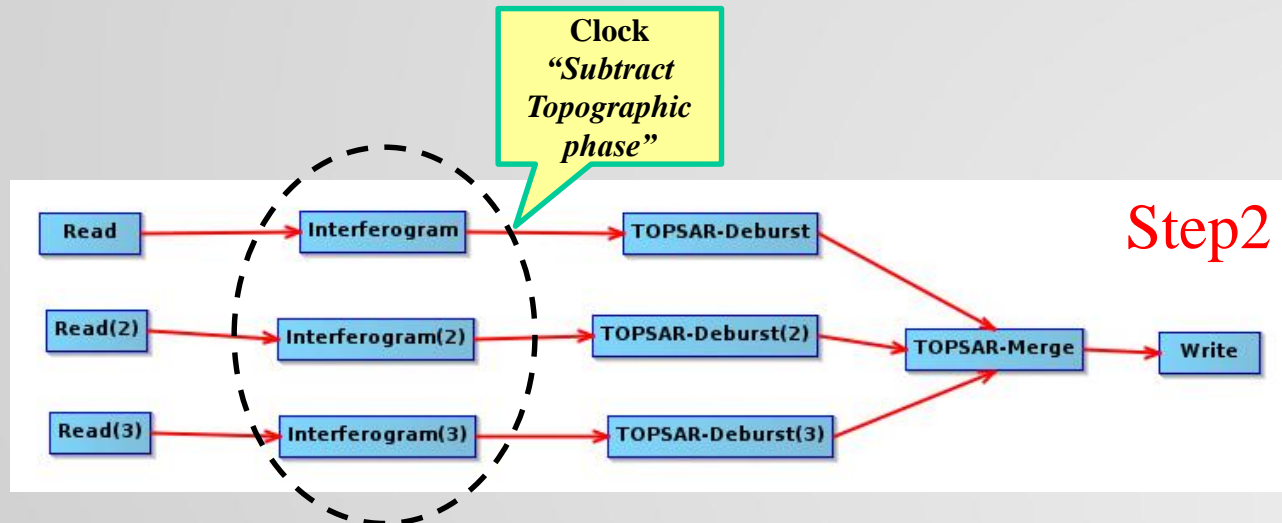 Clock
“Subtract
Topographic
phase”
Step2
Read
Interferogram
TOPSAR-Deburst
Read(2)
Interferogram(2)
TOPSAR-Deburst(2)
TOPSAR-Merge
Write
Read(3)
Interferogram(3)
TOPSAR-Deburst(3)